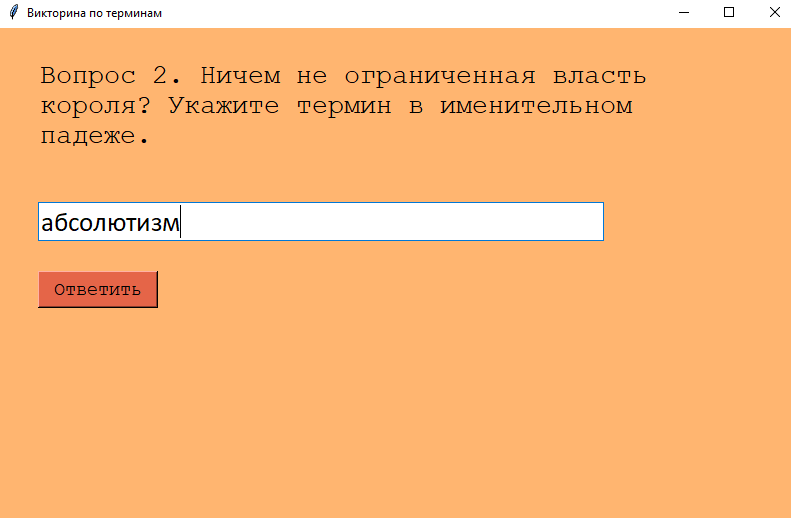 Викторина по терминам
Вопрос 2. Ничем не ограниченная власть
короля? Укажите термин в именительном
падеже.
абсолютизм
Ответить